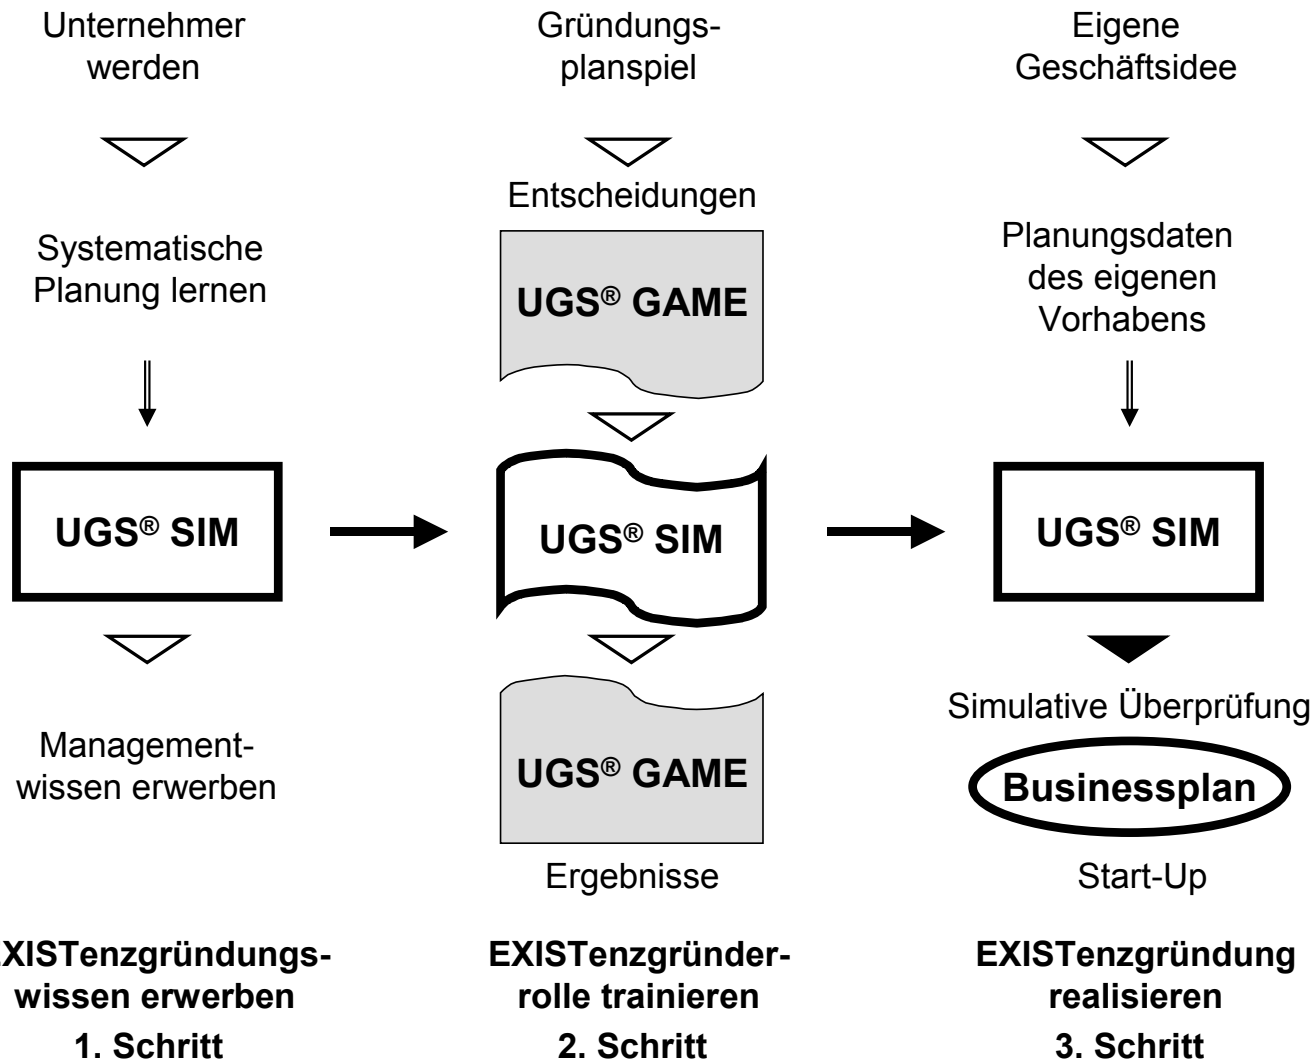 Unternehmer
werden
Systematische
Planung lernen
UGS® SIM
Management-
wissen erwerben
XISTenzgründungs-
wissen erwerben
1. Schritt
Gründungs-
planspiel
Entscheidungen
UGS® GAME
UGS® SIM
UGS® GAME
Ergebnisse
EXISTenzgründer-
rolle trainieren
2. Schritt
Eigene
Geschäftsidee
Planungsdaten
des eigenen
Vorhabens
UGS® SIM
Simulative Überprüfung
Businessplan
Start-Up
EXISTenzgründung
realisieren
3. Schritt